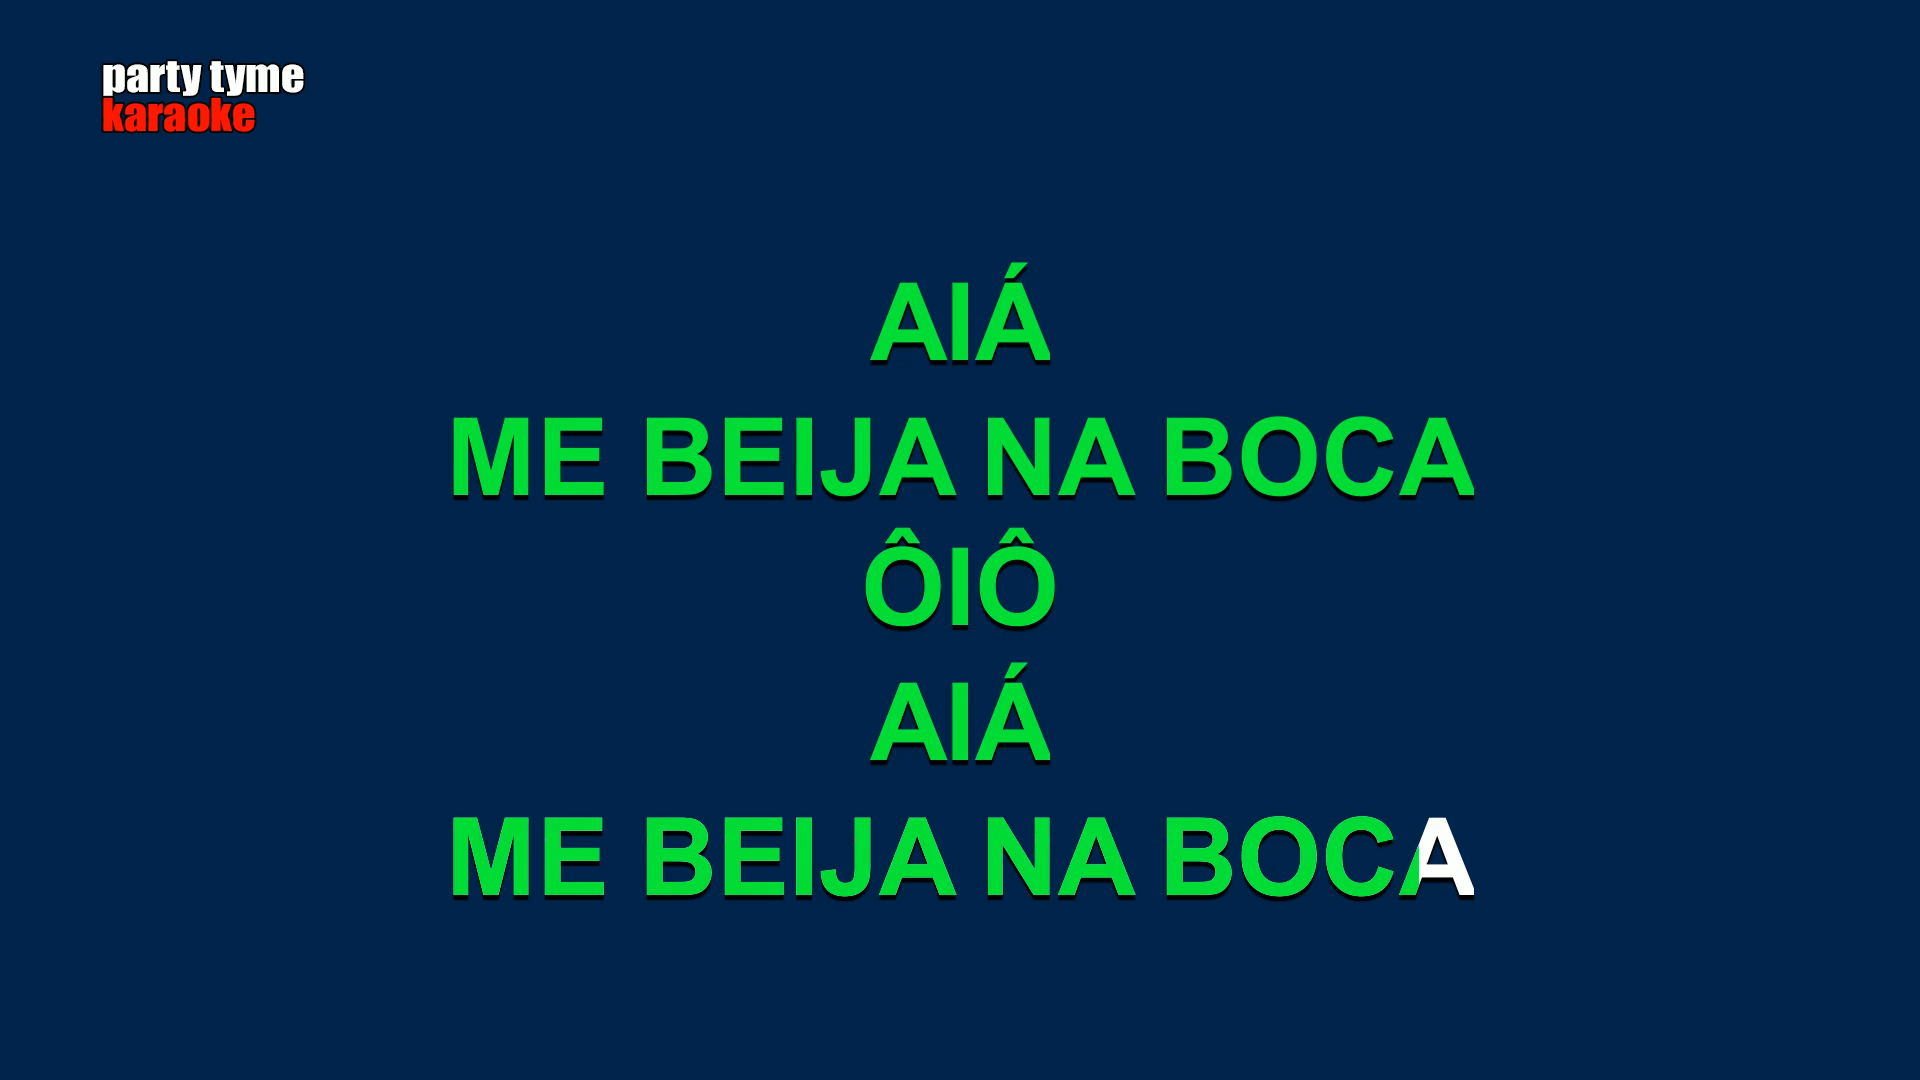 party tyme
karaoke
AIÁ
ME BEIJA NA BOCA
ÔIÔ
AIÁ
ME BEIJA NA BOCA